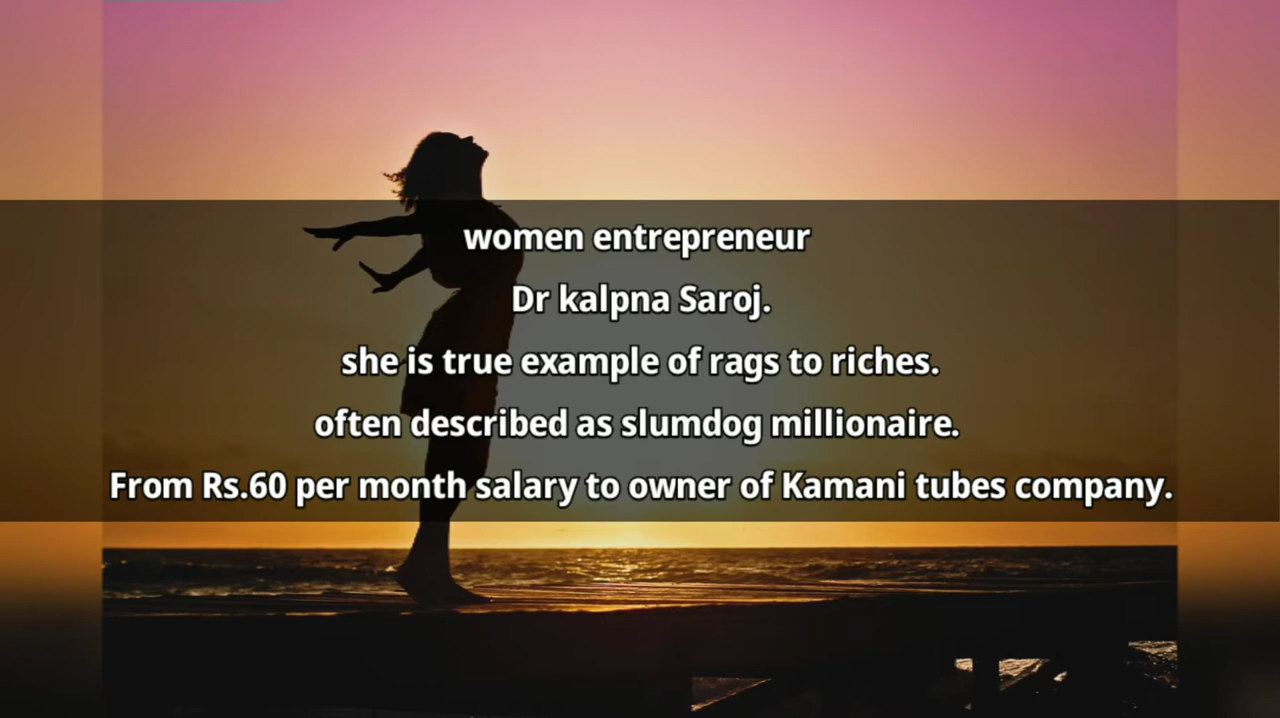 women entrepreneur
Dr kalpna Saroj.
she is true example of rags to riches.
often described as slumdog millionaire.
From Rs.60 per month salary to owner of Kamani tubes company.